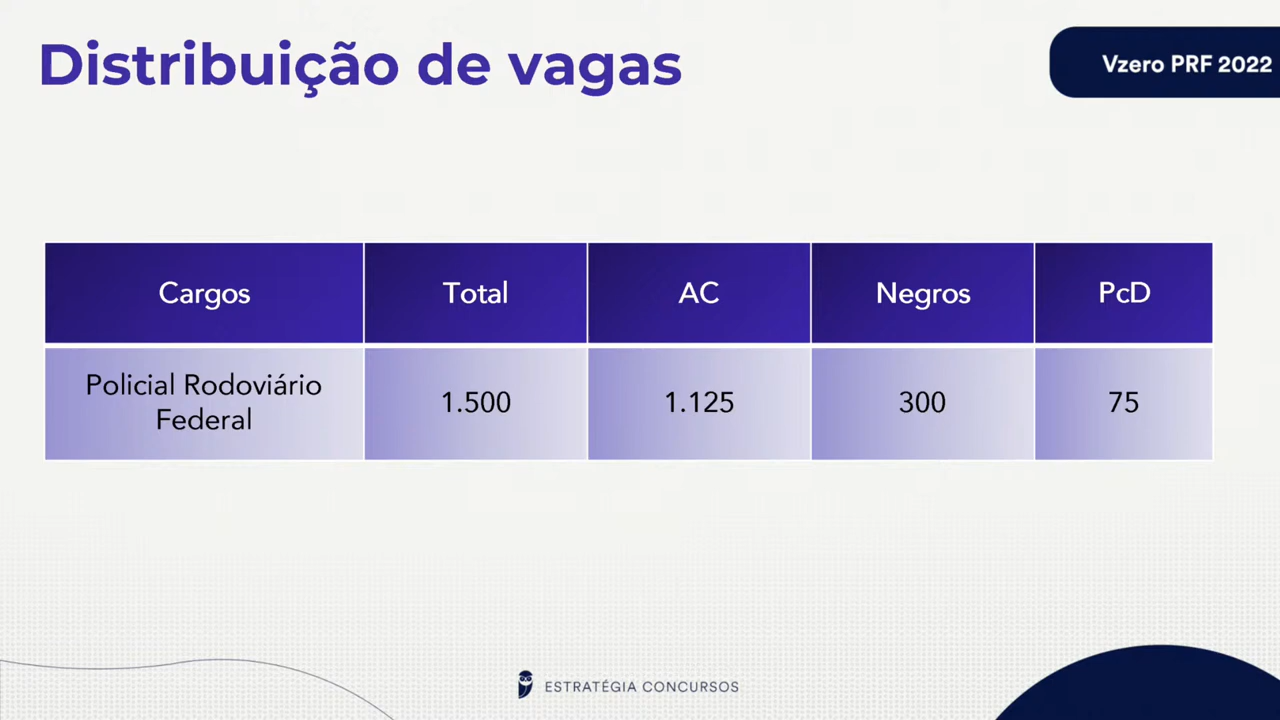 Distribuição de vagas
Vzero PRF 2022
Cargos Total AC Negros PcD
Policial Rodoviário
Federal 1.500 1.125 300 75
ESTRATÉGIA CONCURSOS